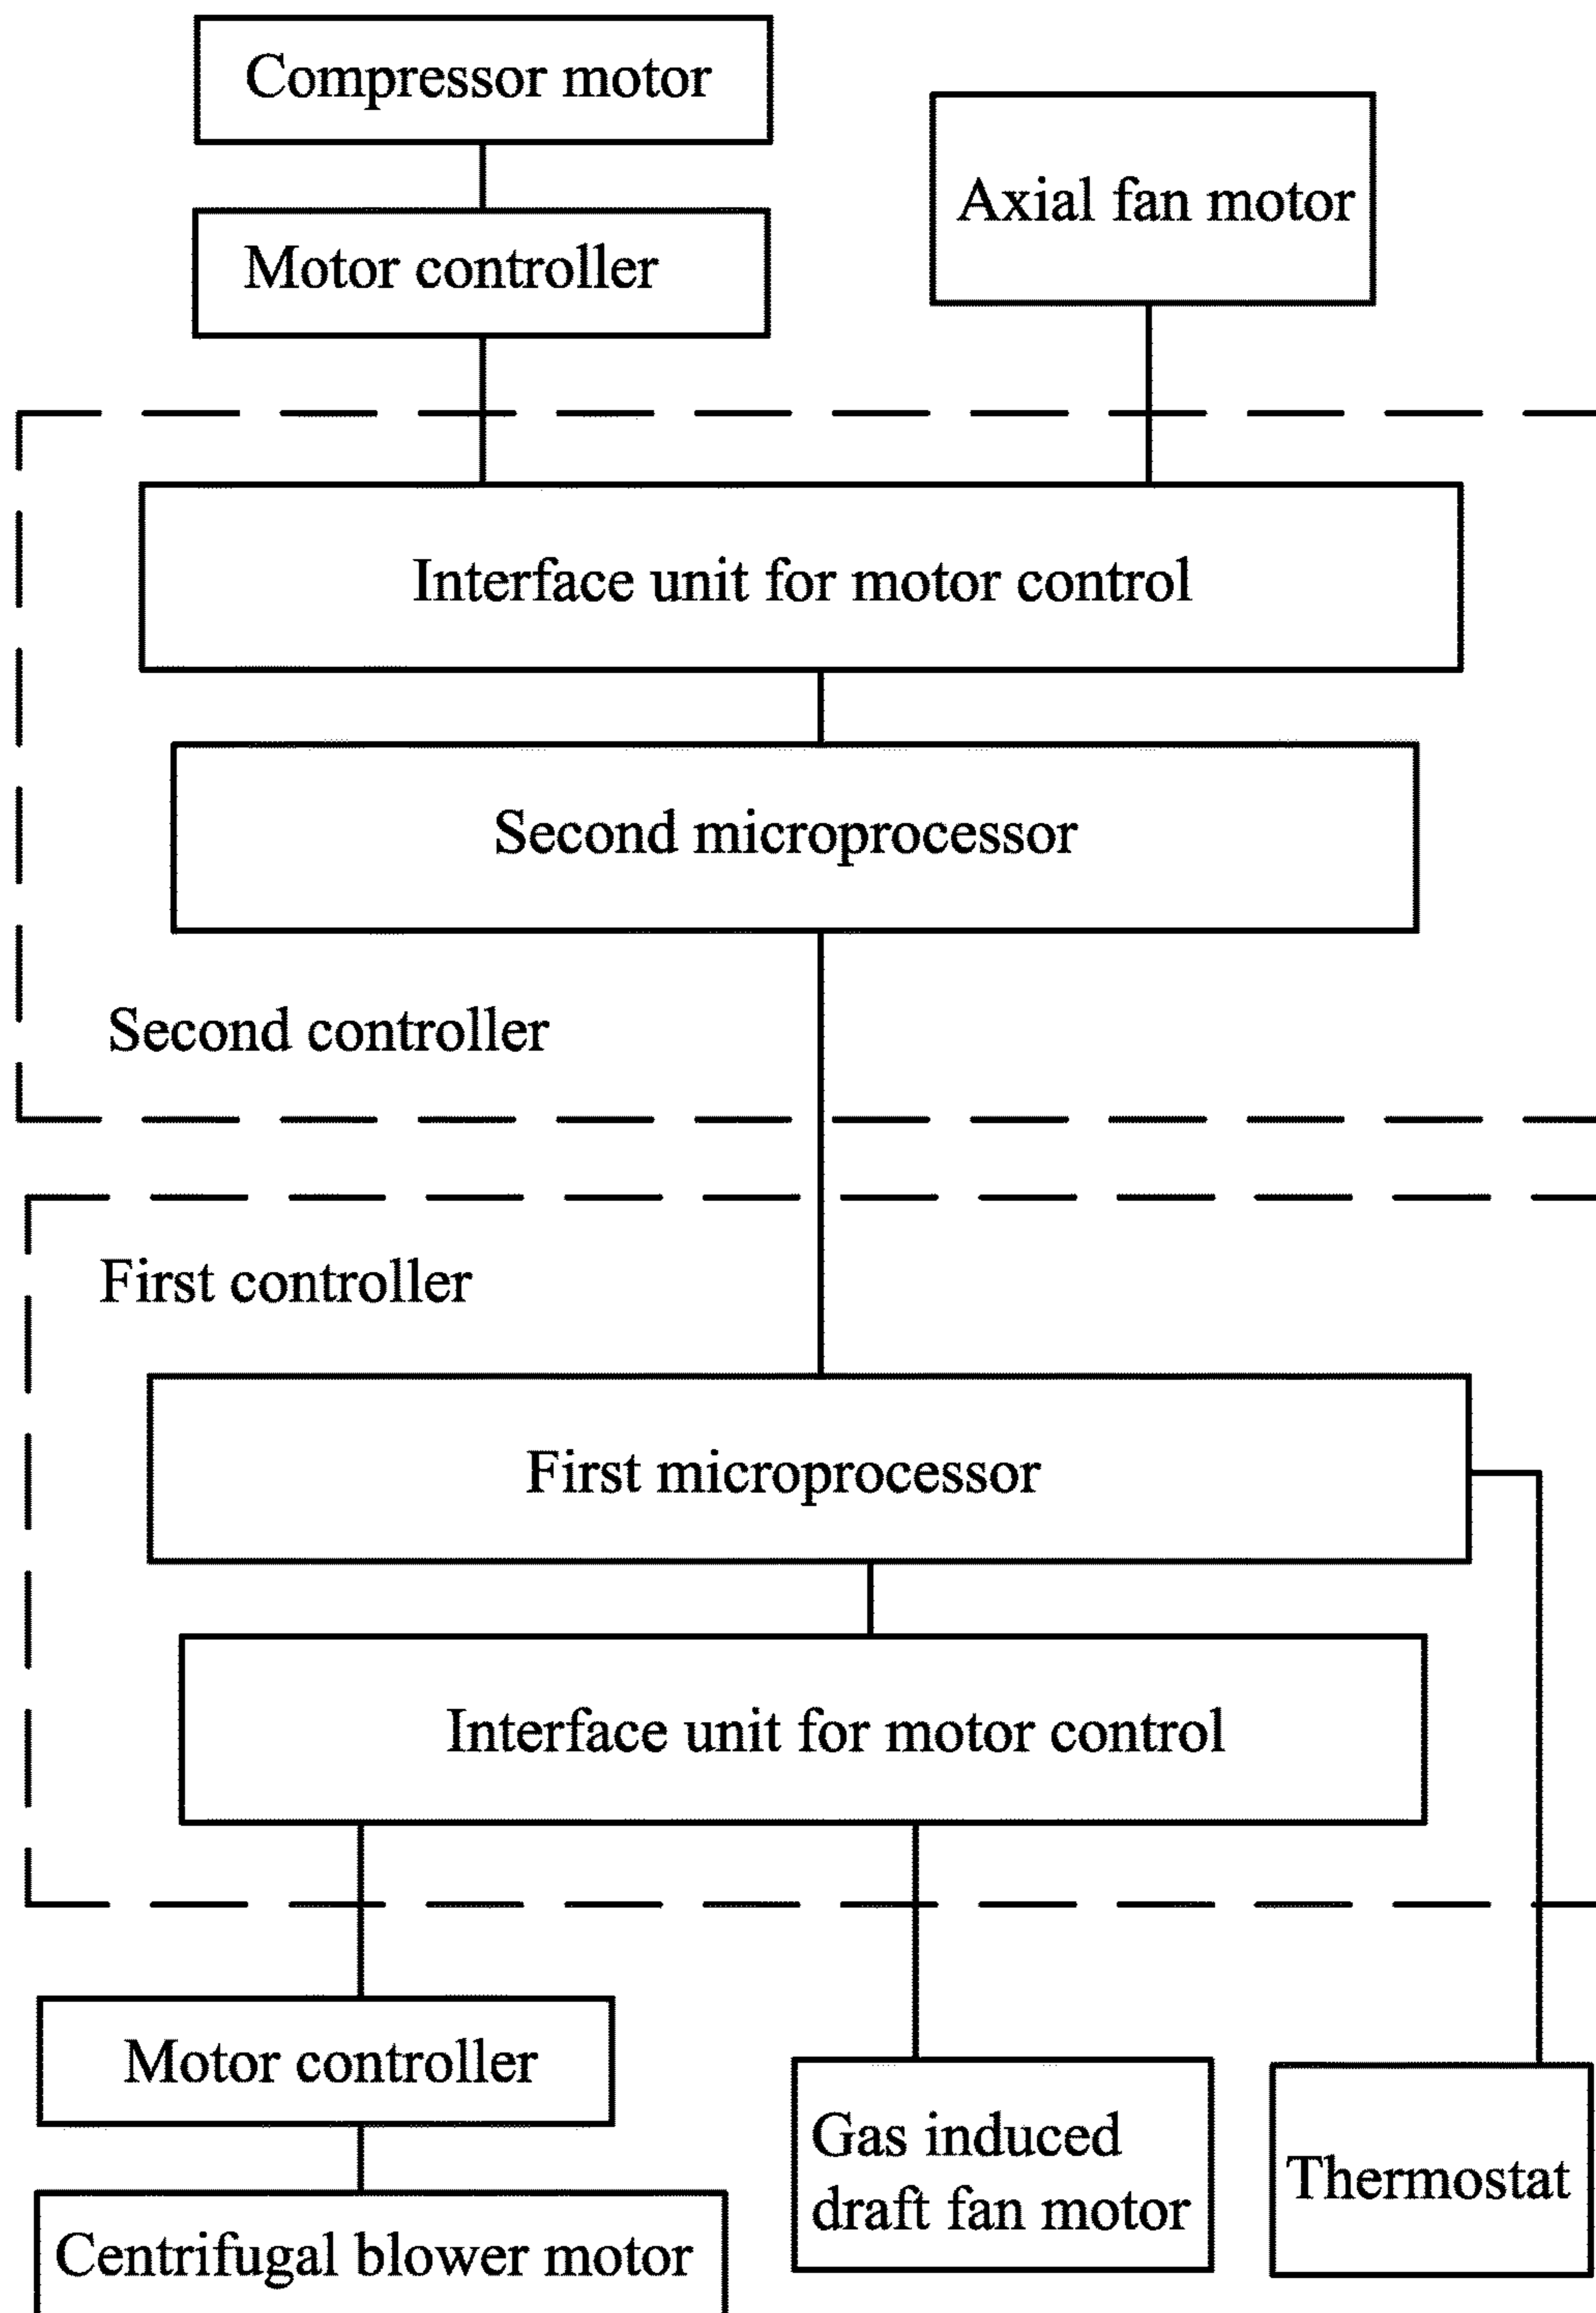 Compressor motor
Axial fan motor
Motor controller
Interface unit for motor control
Second microprocessor
Second controller
First controller
First microprocessor
Interface unit for motor control
Motor controller
Gas induced
draft fan motor
Thermostat
Centrifugal blower motor